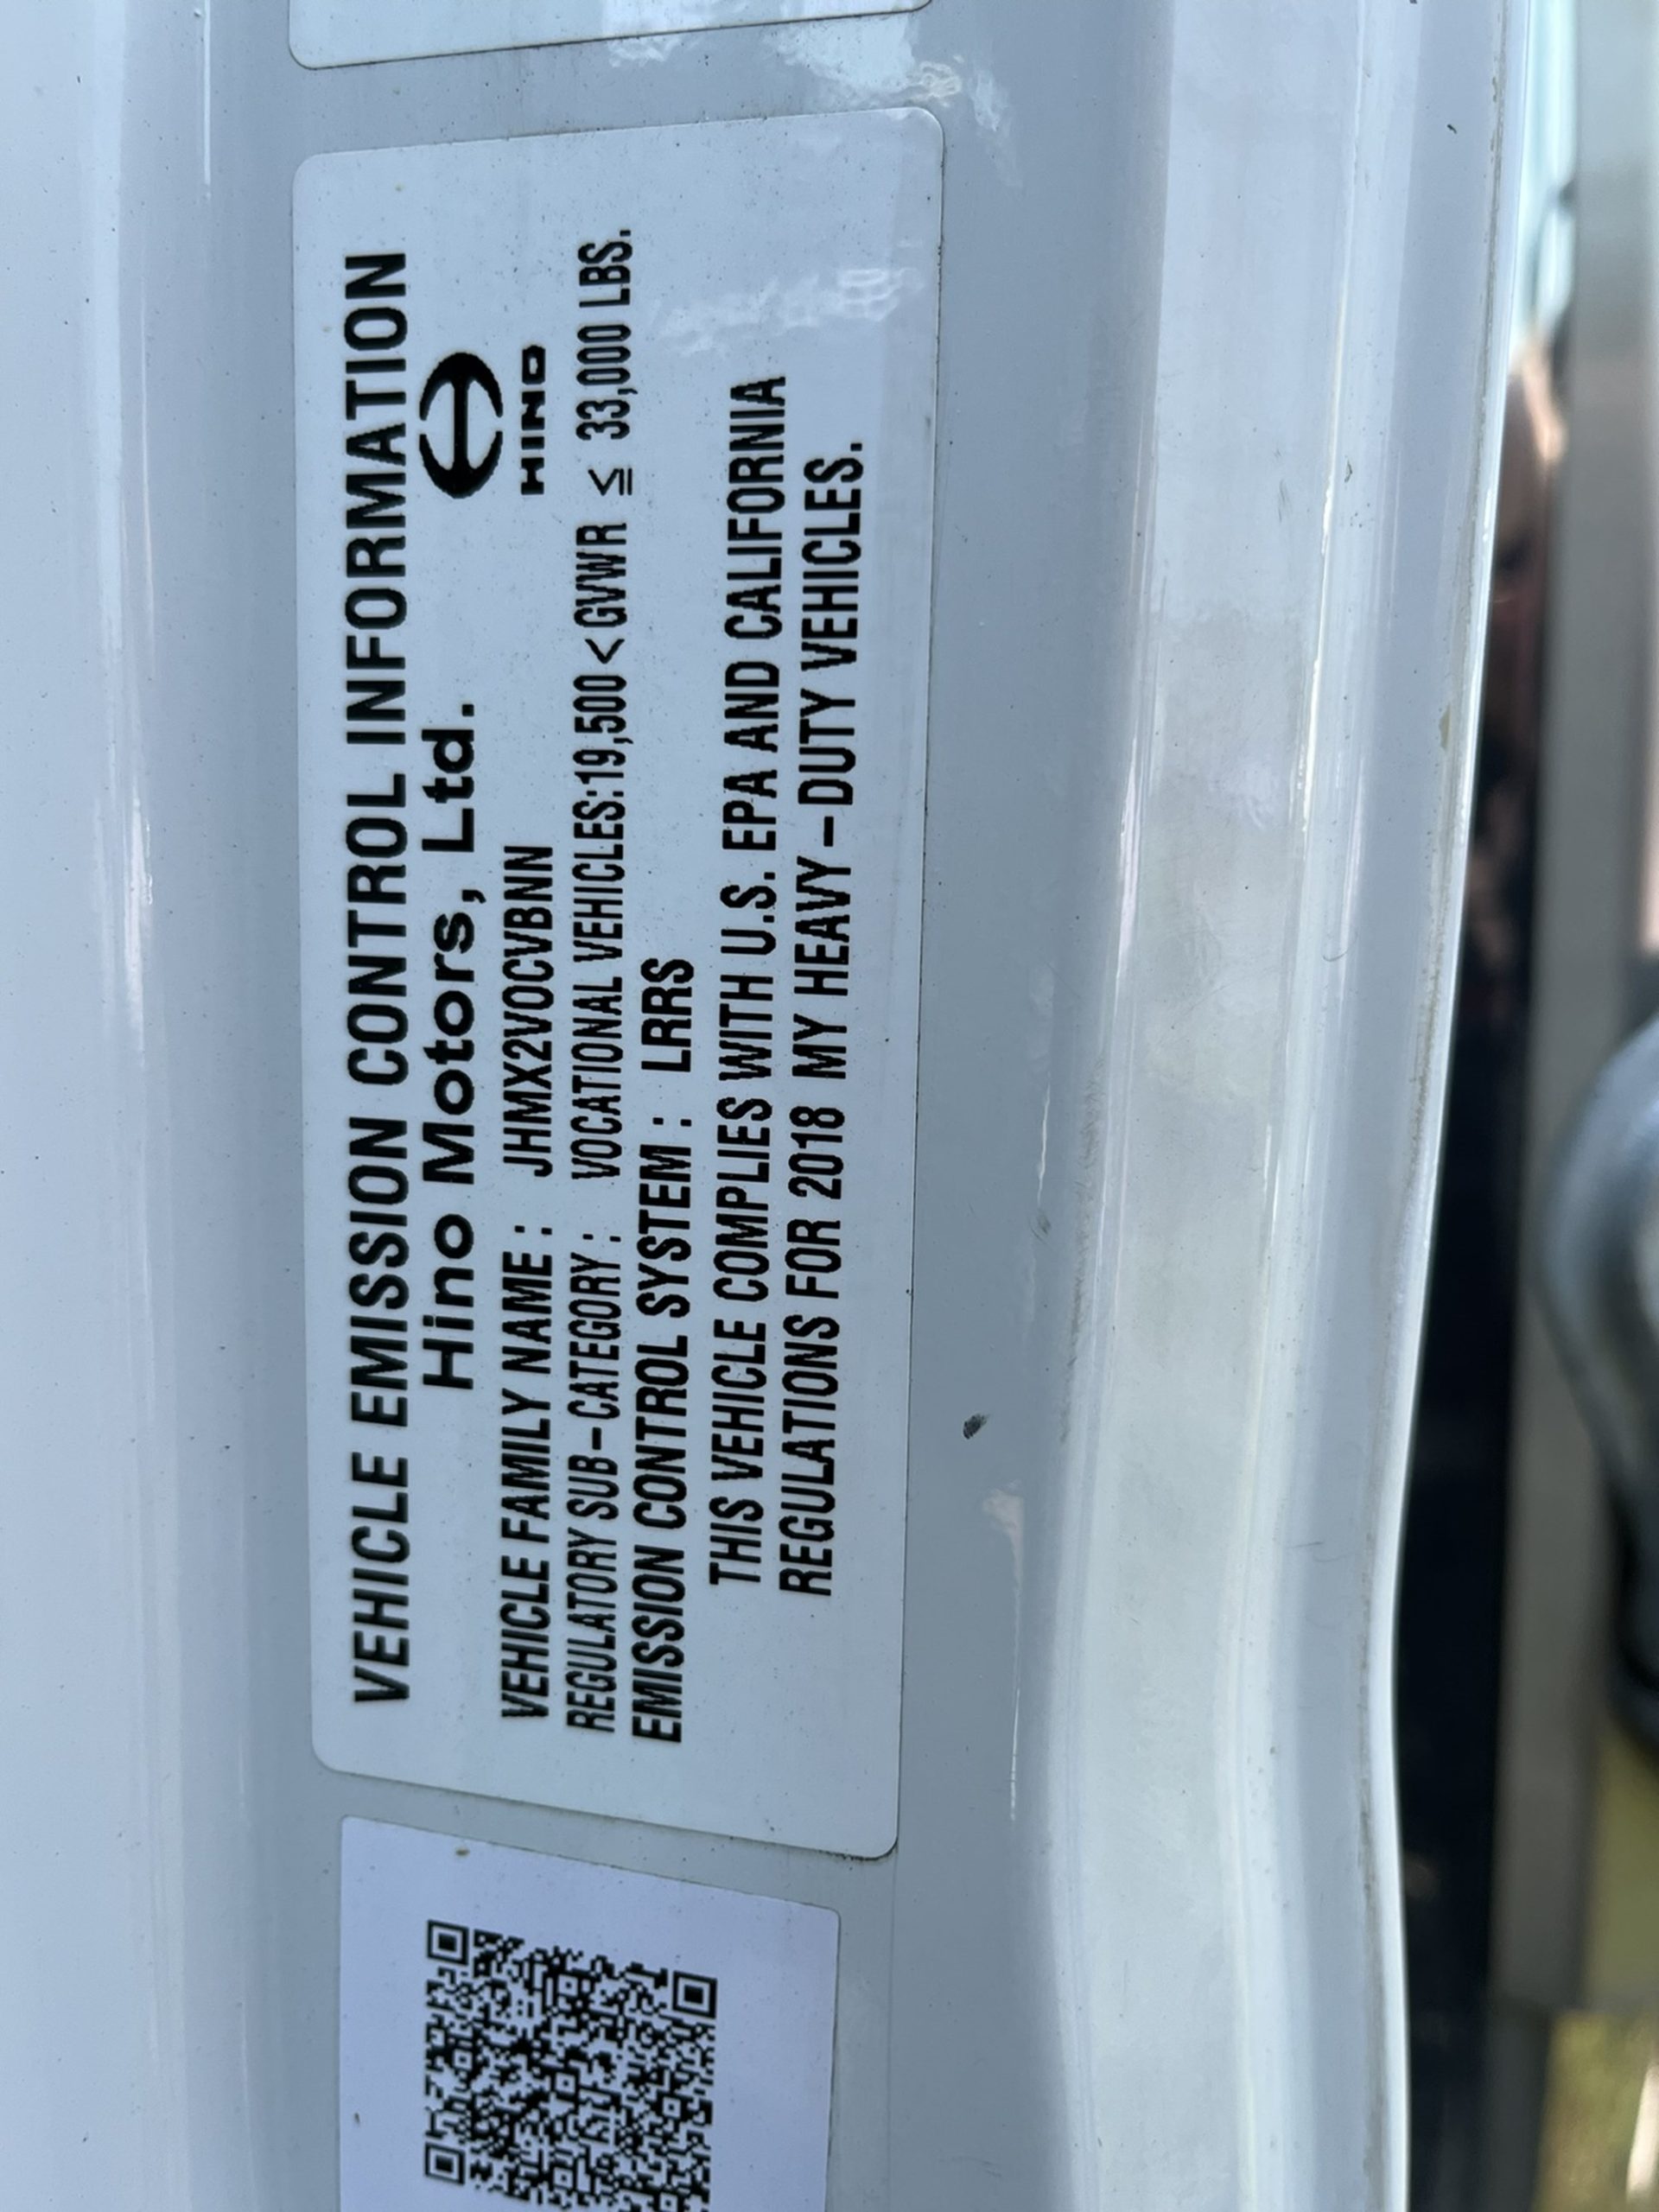 VEHICLE EMISSION CONTROL INFORMATION
Hino Motors, Ltd.
HINO
VEHICLE FAMILY NAME : JHMX2VOCVBNN
REGULATORY SUB-CATEGORY : VOCATIONAL VEHICLES:19,500<GVWR ≦ 33,000 LBS.
EMISSION CONTROL SYSTEM : LRRS
THIS VEHICLE COMPLIES WITH U.S. EPA AND CALIFORNIA
REGULATIONS FOR 2018 MY HEAVY-DUTY VEHICLES.